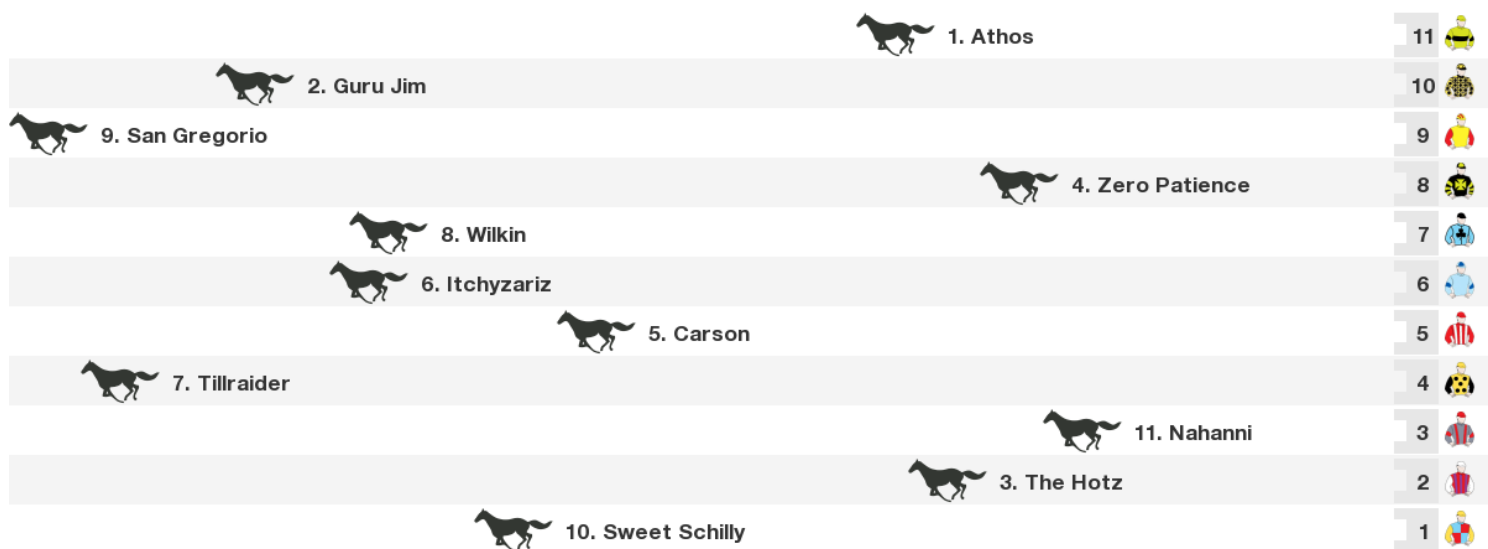 1. Athos 11
2. Guru Jim 10
9. San Gregorio 9
4. Zero Patience 8
8. Wilkin 7
6. Itchyzariz 6
5. Carson 5
7. Tillraider 4
11. Nahanni 3
3. The Hotz 2
10. Sweet Schilly 1